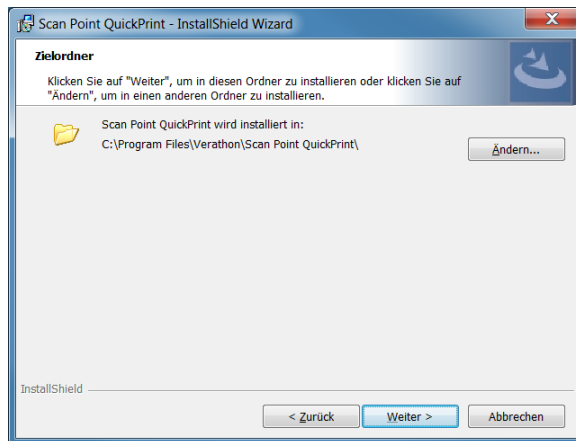 Scan Point QuickPrint - InstallShield Wizard
Zielordner
Klicken Sie auf "Weiter", um in diesen Ordner zu installieren oder klicken Sie auf
"Ändern", um in einen anderen Ordner zu installieren.
Scan Point QuickPrint wird installiert in:
C:\Program Files\Verathon\Scan Point QuickPrint\
Ändern...
InstallShield
< Zurück
Weiter >
Abbrechen